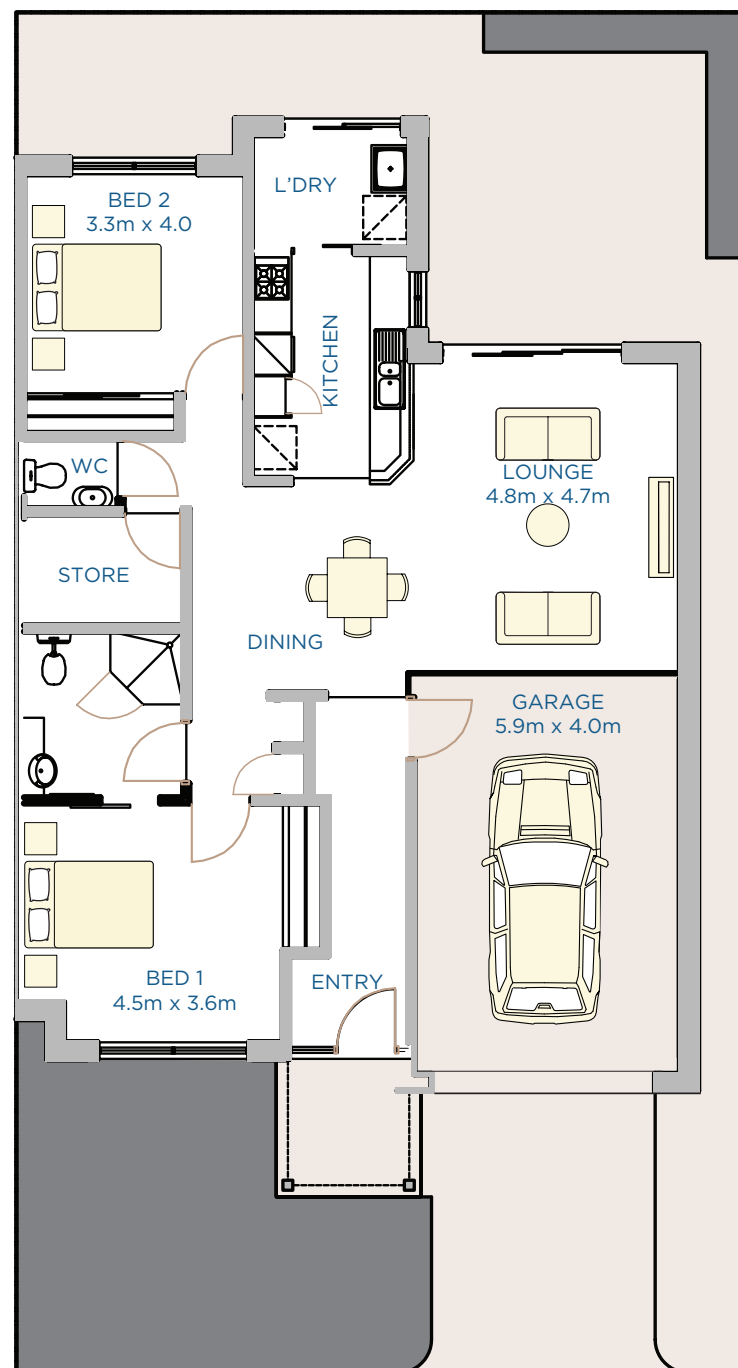 BED 2
3.3m x 4.0
L'DRY
KITCHEN
WC
LOUNGE
4.8m x 4.7m
STORE
DINING
GARAGE
5.9m x 4.0m
BED 1
4.5m x 3.6m
ENTRY